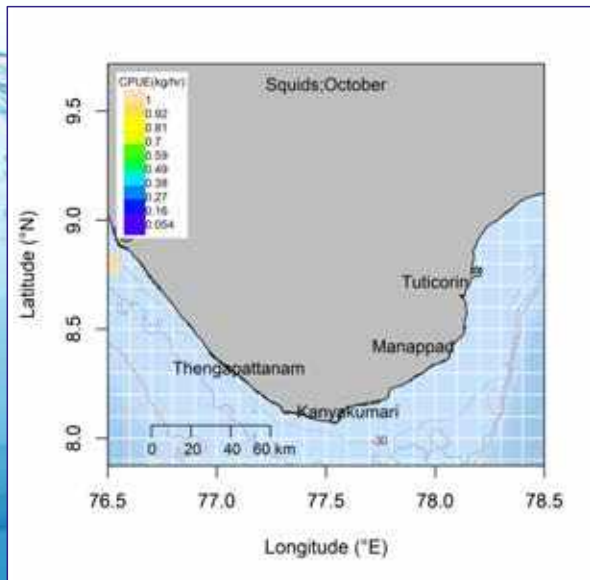 Squids;October
CPUE(kg/hr)
1
0.92
0.81
0.7
0.59
0.49
0.38
0.27
0.16
0.054
Tuticorin
Manappad
Thengapattanam
Kanyakumari
-30
0 20 40 60 km
9.5
9.0
8.5
8.0
Latitude (°N)
76.5 77.0 77.5 78.0 78.5
Longitude (°E)